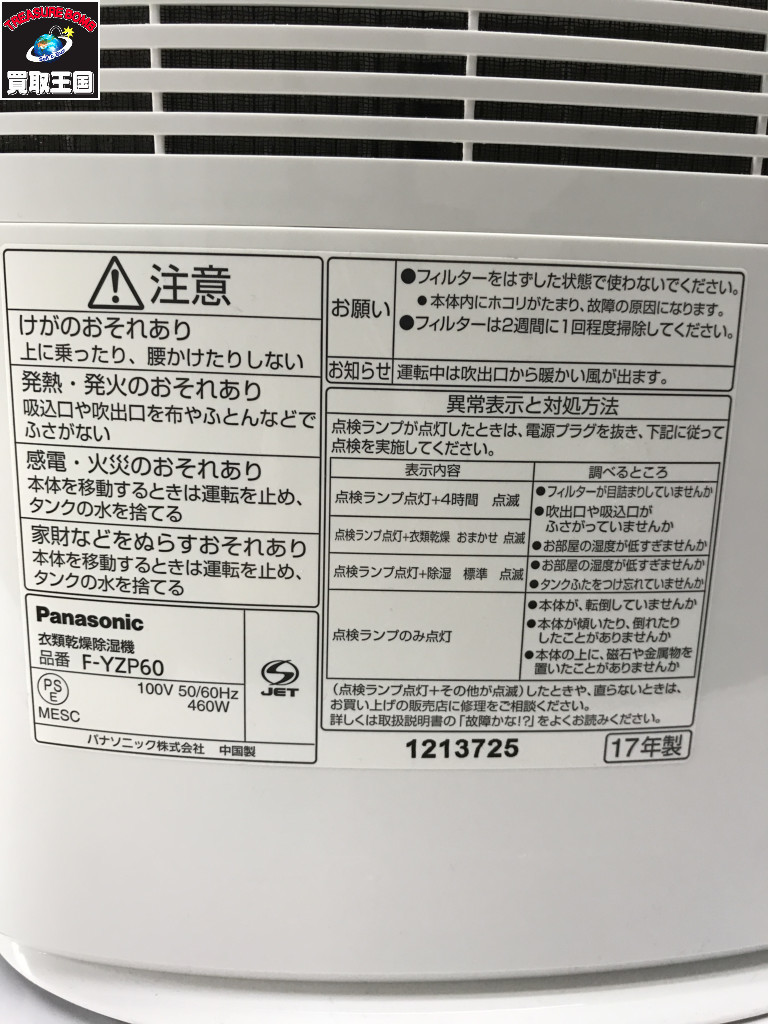 TREASURE BOMB
買取王国
注意
けがのおそれあり
上に乗ったり、腰かけたりしない
発熱・発火のおそれあり
吸込口や吹出口を布やふとんなどで
ふさがない
感電・火災のおそれあり
本体を移動するときは運転を止め、
タンクの水を捨てる
家財などをぬらすおそれあり
本体を移動するときは運転を止め、
タンクの水を捨てる
Panasonic
衣類乾燥除湿機
品番 F-YZP60
100V 50/60Hz
460W
PS
E
MESC
JET
パナソニック株式会社 中国製
お願い
●フィルターをはずした状態で使わないでください。
●本体内にホコリがたまり、故障の原因になります。
●フィルターは2週間に1回程度掃除してください。
お知らせ 運転中は吹出口から暖かい風が出ます。
異常表示と対処方法
点検ランプが点灯したときは、電源プラグを抜き、下記に従って
点検を実施してください。
表示内容 調べるところ
点検ランプ点灯+4時間 点滅
点検ランプ点灯+衣類乾燥 おまかせ 点滅
●フィルターが目詰まりしていませんか
●吹出口や吸込口が
ふさがっていませんか
●お部屋の湿度が低すぎませんか
点検ランプ点灯+除湿 標準 点滅
●お部屋の湿度が低すぎませんか
●タンクふたをつけ忘れていませんか
点検ランプのみ点灯
●本体が、転倒していませんか
●本体が傾いたり、倒れたり
したことがありませんか
●本体の上に、磁石や金属物を
置いたことがありませんか
(点検ランプ点灯+その他が点滅)したときや、直らないときは、
お買い上げの販売店に修理をご相談ください。
詳しくは取扱説明書の「故障かな!?」をよくお読みください。
1213725
17年製